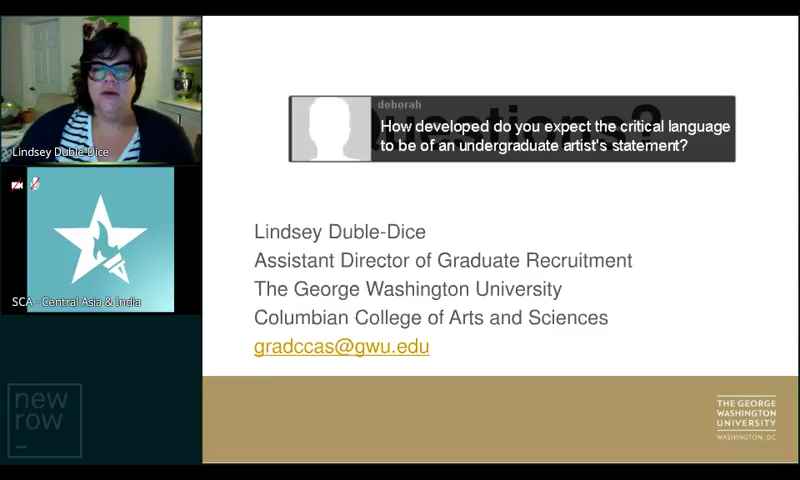 Lindsey Duble-Dice
SCA - Central Asia & India
new
row
Questions?
deborah
How developed do you expect the critical language
to be of an undergraduate artist's statement?
Lindsey Duble-Dice
Assistant Director of Graduate Recruitment
The George Washington University
Columbian College of Arts and Sciences
gradccas@gwu.edu
THE GEORGE
WASHINGTON
UNIVERSITY
WASHINGTON, DC